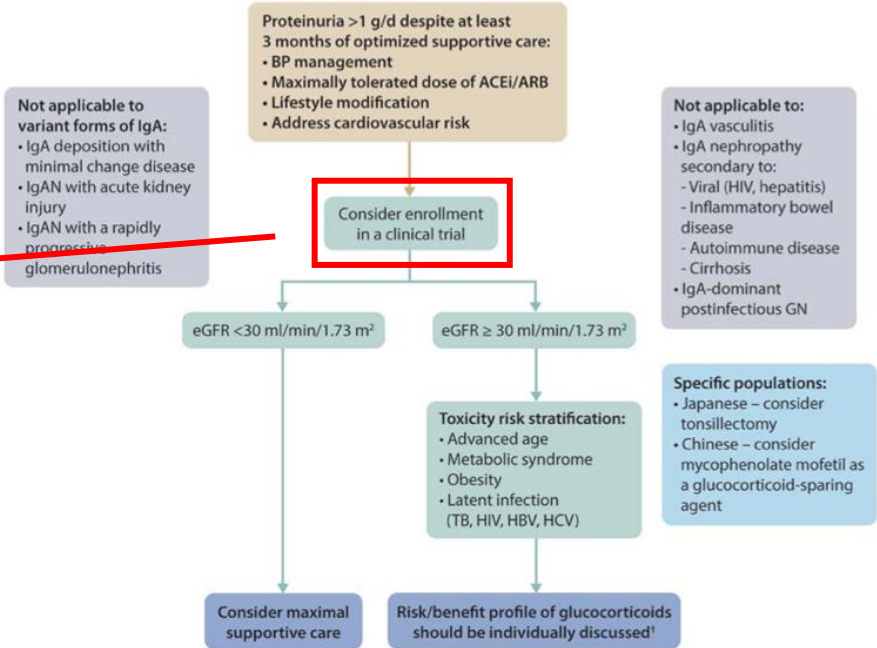 Proteinuria >1 g/d despite at least
3 months of optimized supportive care:
• BP management
• Maximally tolerated dose of ACEi/ARB
• Lifestyle modification
• Address cardiovascular risk
Not applicable to
variant forms of IgA:
• IgA deposition with
minimal change disease
• IgAN with acute kidney
injury
• IgAN with a rapidly
progressive
glomerulonephritis
Not applicable to:
• IgA vasculitis
• IgA nephropathy
secondary to:
- Viral (HIV, hepatitis)
- Inflammatory bowel
disease
- Autoimmune disease
- Cirrhosis
• IgA-dominant
postinfectious GN
Consider enrollment
in a clinical trial
eGFR <30 ml/min/1.73 m²
eGFR ≥ 30 ml/min/1.73 m²
Toxicity risk stratification:
• Advanced age
• Metabolic syndrome
• Obesity
• Latent infection
(TB, HIV, HBV, HCV)
Specific populations:
• Japanese – consider
tonsillectomy
• Chinese – consider
mycophenolate mofetil as
a glucocorticoid-sparing
agent
Consider maximal
supportive care
Risk/benefit profile of glucocorticoids
should be individually discussed†